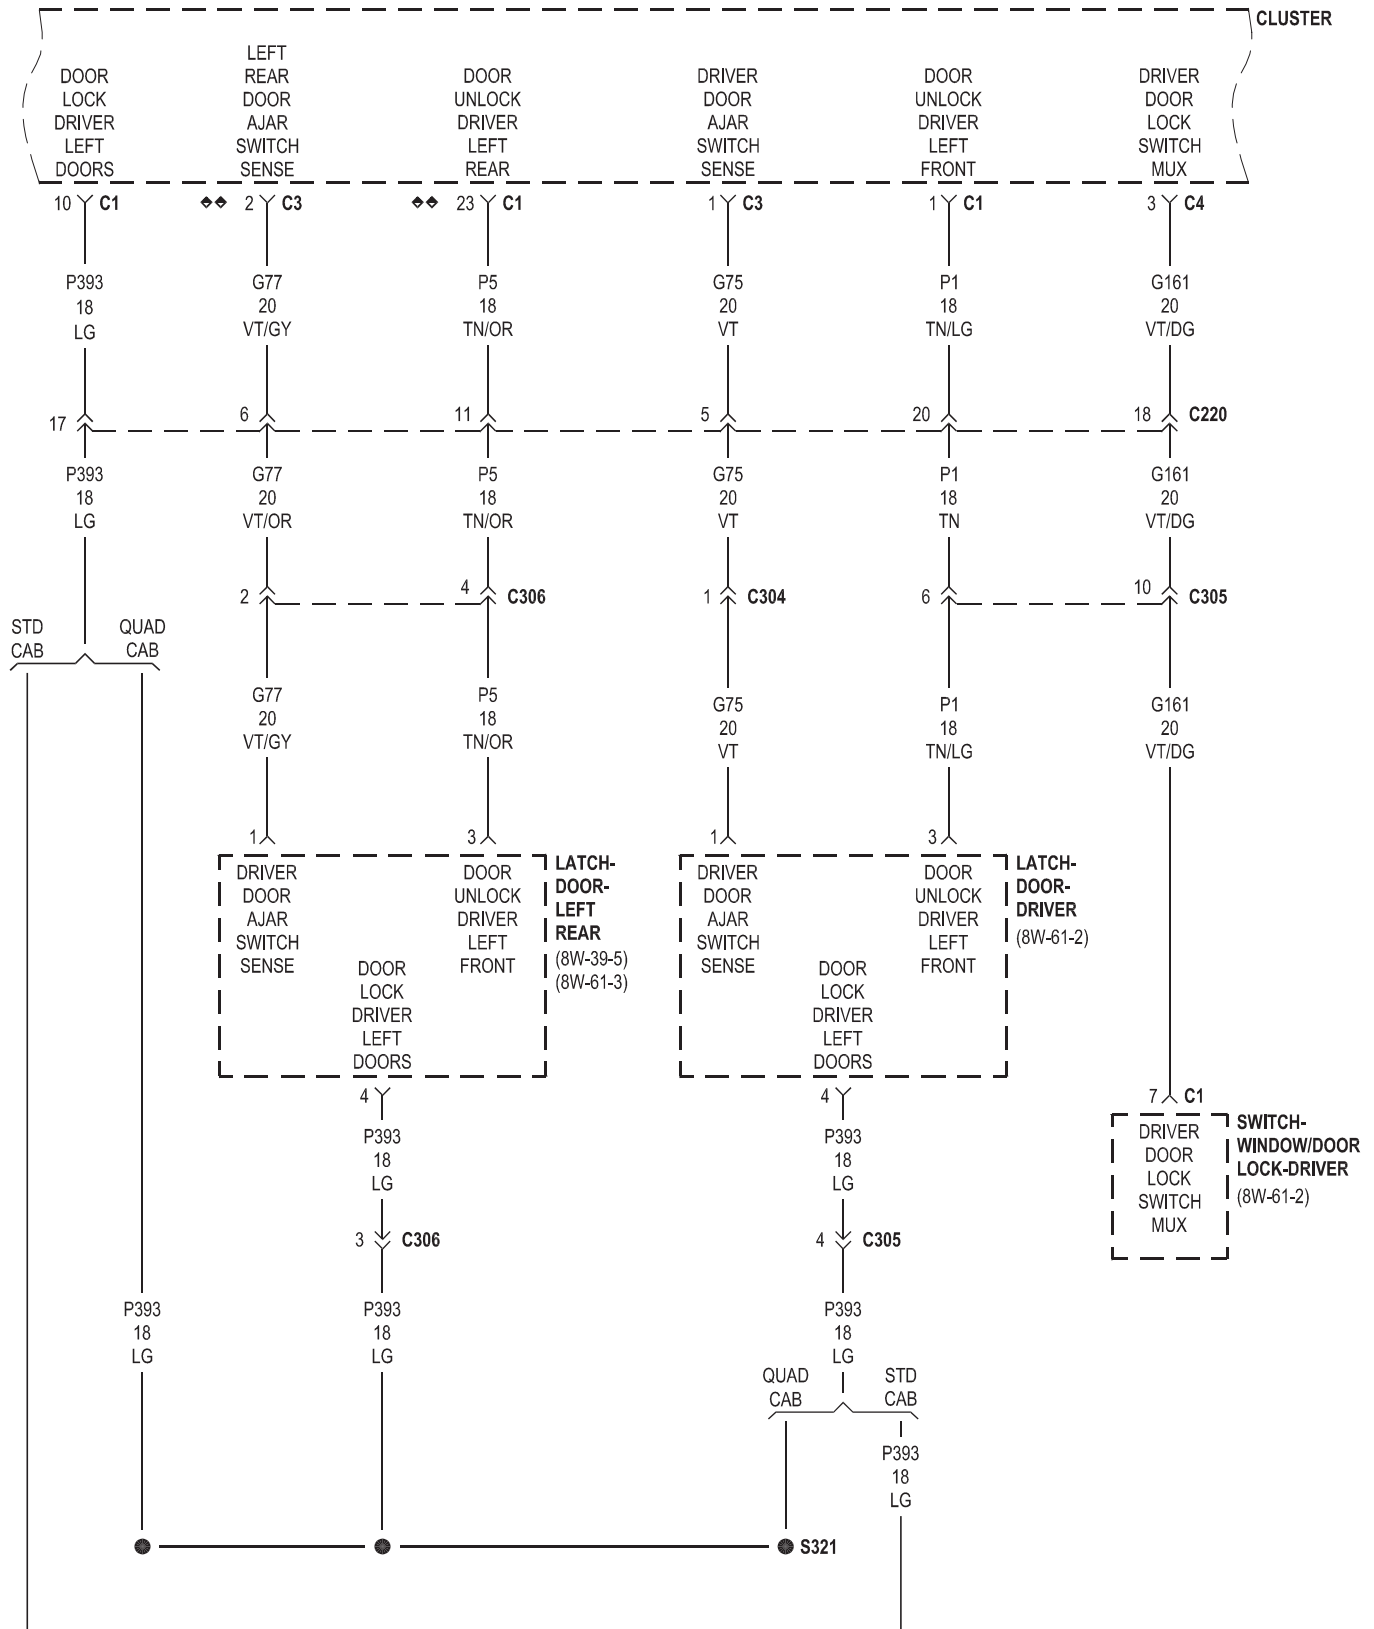 CLUSTER
DOOR
LOCK
DRIVER
LEFT
DOORS
LEFT
REAR
DOOR
AJAR
SWITCH
SENSE
DOOR
UNLOCK
DRIVER
LEFT
REAR
DRIVER
DOOR
AJAR
SWITCH
SENSE
DOOR
UNLOCK
DRIVER
LEFT
FRONT
DRIVER
DOOR
LOCK
SWITCH
MUX
10 C1
2 C3
23 C1
1 C3
1 C1
3 C4
P393
18
LG
G77
20
VT/GY
P5
18
TN/OR
G75
20
VT
P1
18
TN/LG
G161
20
VT/DG
17
6
11
5
20
18 C220
P393
18
LG
G77
20
VT/OR
P5
18
TN/OR
G75
20
VT
P1
18
TN
G161
20
VT/DG
2
4 C306
1 C304
6
10 C305
STD
CAB
QUAD
CAB
G77
20
VT/GY
P5
18
TN/OR
G75
20
VT
P1
18
TN/LG
G161
20
VT/DG
1
3
1
3
DRIVER
DOOR
AJAR
SWITCH
SENSE
DOOR
UNLOCK
DRIVER
LEFT
FRONT
DOOR
LOCK
DRIVER
LEFT
DOORS
LATCH-
DOOR-
LEFT
REAR
(8W-39-5)
(8W-61-3)
DRIVER
DOOR
AJAR
SWITCH
SENSE
DOOR
UNLOCK
DRIVER
LEFT
FRONT
DOOR
LOCK
DRIVER
LEFT
DOORS
LATCH-
DOOR-
DRIVER
(8W-61-2)
4
4
7 C1
P393
18
LG
P393
18
LG
DRIVER
DOOR
LOCK
SWITCH
MUX
SWITCH-
WINDOW/DOOR
LOCK-DRIVER
(8W-61-2)
3 C306
4 C305
P393
18
LG
P393
18
LG
P393
18
LG
QUAD
CAB
STD
CAB
P393
18
LG
S321